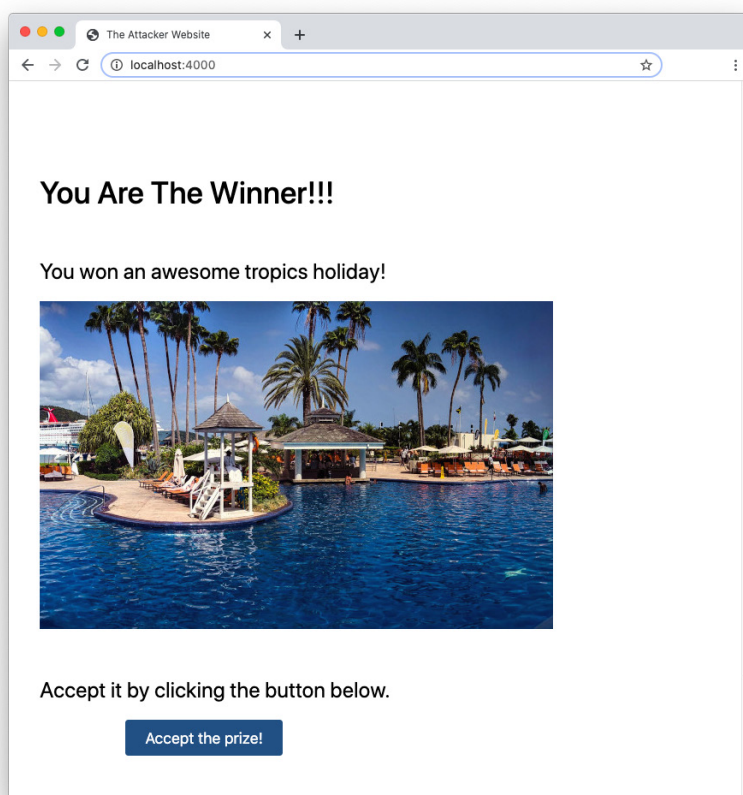 The Attacker Website
localhost:4000
You Are The Winner!!!
You won an awesome tropics holiday!
Accept it by clicking the button below.
Accept the prize!